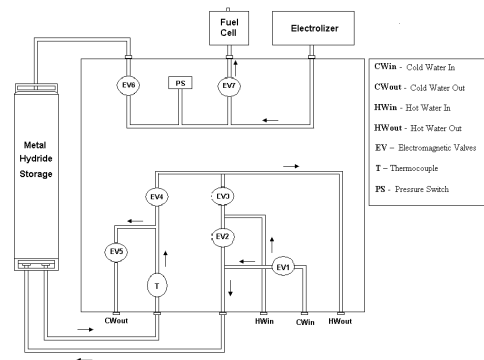 Fuel
Cell
Electrolizer
EV6
PS
EV7
Metal
Hydride
Storage
EV4
EV3
EV5
EV2
EV1
T
CWout
HWin
CWin
HWout
CWin - Cold Water In
CWout - Cold Water Out
HWin - Hot Water In
HWout - Hot Water Out
EV – Electromagnetic Valves
T – Thermocouple
PS - Pressure Switch